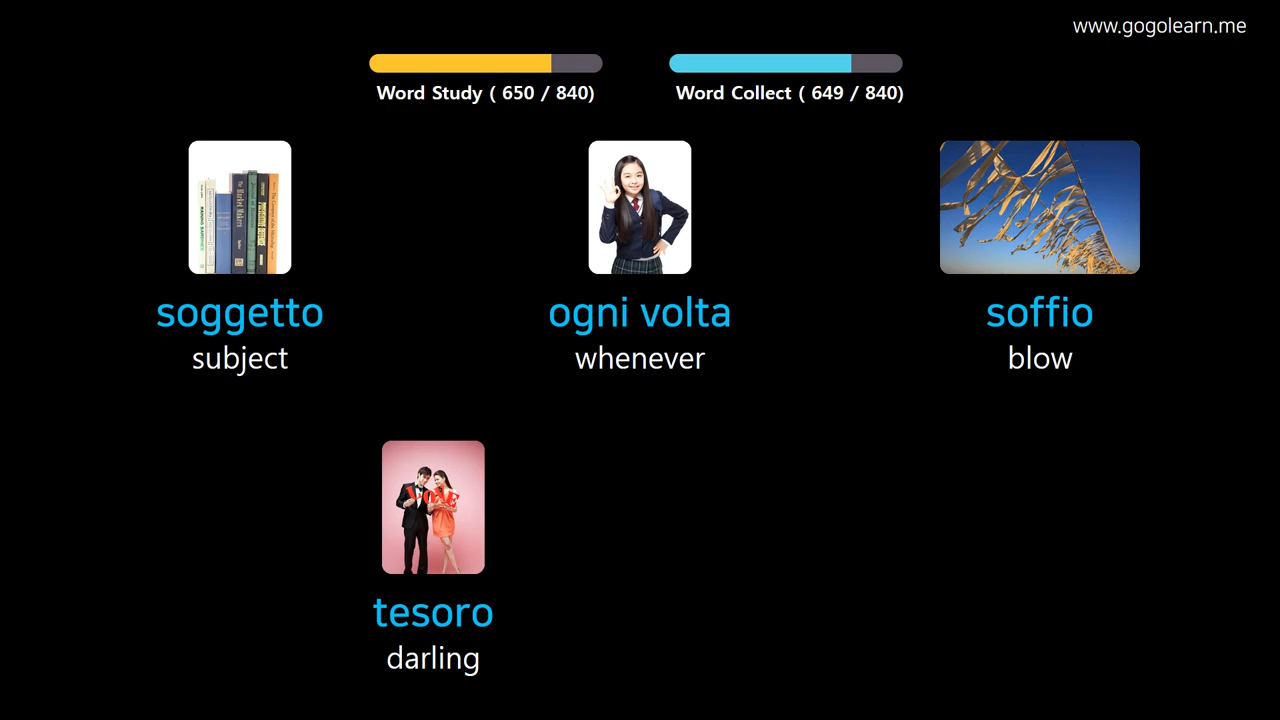 www.gogolearn.me
Word Study ( 650 / 840)
Word Collect ( 649 / 840)
soggetto
subject
ogni volta
whenever
soffio
blow
tesoro
darling